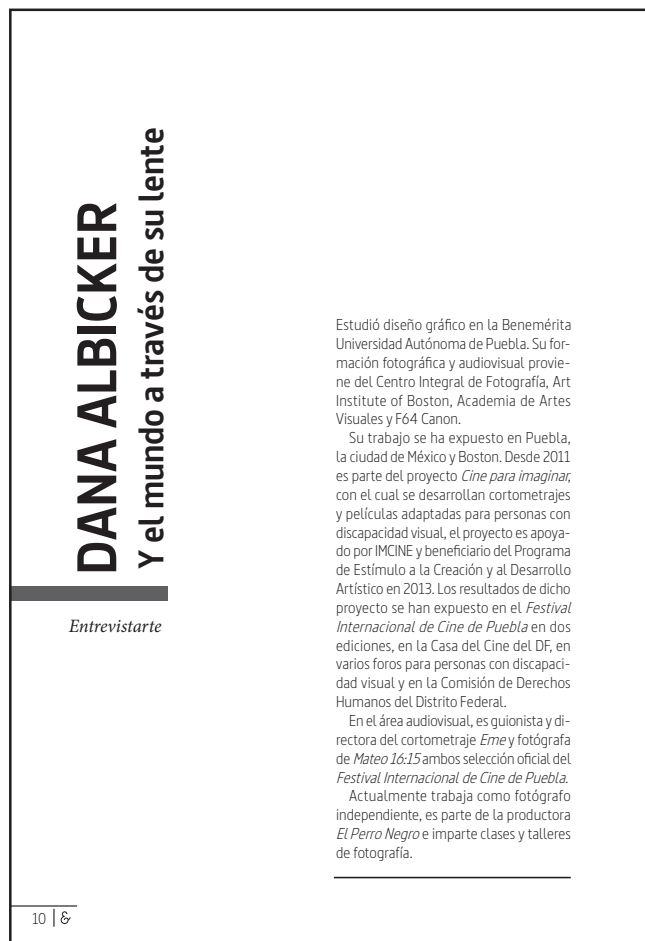 DANA ALBICKER
Y el mundo a través de su lente
Entrevistarte
Estudió diseño gráfico en la Benemérita
Universidad Autónoma de Puebla. Su for-
mación fotográfica y audiovisual provie-
ne del Centro Integral de Fotografía, Art
Institute of Boston, Academia de Artes
Visuales y F64 Canon.
Su trabajo se ha expuesto en Puebla,
la ciudad de México y Boston. Desde 2011
es parte del proyecto Cine para imaginar,
con el cual se desarrollan cortometrajes
y películas adaptadas para personas con
discapacidad visual, el proyecto es apoya-
do por IMCINE y beneficiario del Programa
de Estímulo a la Creación y al Desarrollo
Artístico en 2013. Los resultados de dicho
proyecto se han expuesto en el Festival
Internacional de Cine de Puebla en dos
ediciones, en la Casa del Cine del DF, en
varios foros para personas con discapaci-
dad visual y en la Comisión de Derechos
Humanos del Distrito Federal.
En el área audiovisual, es guionista y di-
rectora del cortometraje Eme y fotógrafa
de Mateo 16:15 ambos selección oficial del
Festival Internacional de Cine de Puebla.
Actualmente trabaja como fotógrafo
independiente, es parte de la productora
El Perro Negro e imparte clases y talleres
de fotografía.
10 | &